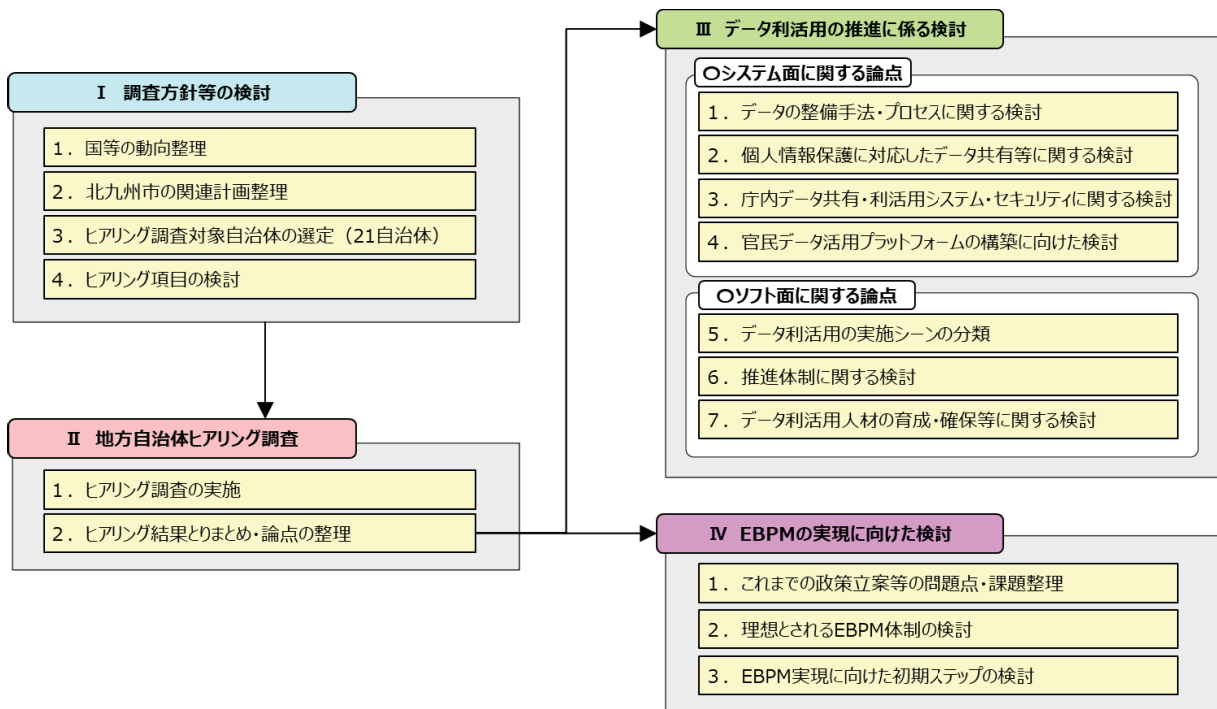 Ⅰ 調査方針等の検討
1．国等の動向整理
2．北九州市の関連計画整理
3．ヒアリング調査対象自治体の選定（21自治体）
4．ヒアリング項目の検討
Ⅱ 地方自治体ヒアリング調査
1．ヒアリング調査の実施
2．ヒアリング結果とりまとめ・論点の整理
Ⅲ データ利活用の推進に係る検討
〇システム面に関する論点
1．データの整備手法・プロセスに関する検討
2．個人情報保護に対応したデータ共有等に関する検討
3．庁内データ共有・利活用システム・セキュリティに関する検討
4．官民データ活用プラットフォームの構築に向けた検討
〇ソフト面に関する論点
5．データ利活用の実施シーンの分類
6．推進体制に関する検討
7．データ利活用人材の育成・確保等に関する検討
Ⅳ EBPMの実現に向けた検討
1．これまでの政策立案等の問題点・課題整理
2．理想とされるEBPM体制の検討
3．EBPM実現に向けた初期ステップの検討